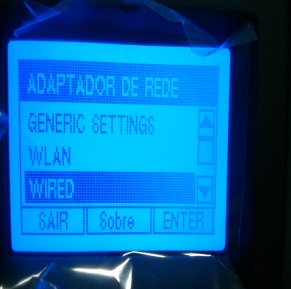 ADAPTADOR DE REDE
GENERIC SETTINGS
WLAN
WIRED
SAIR Sobre ENTER